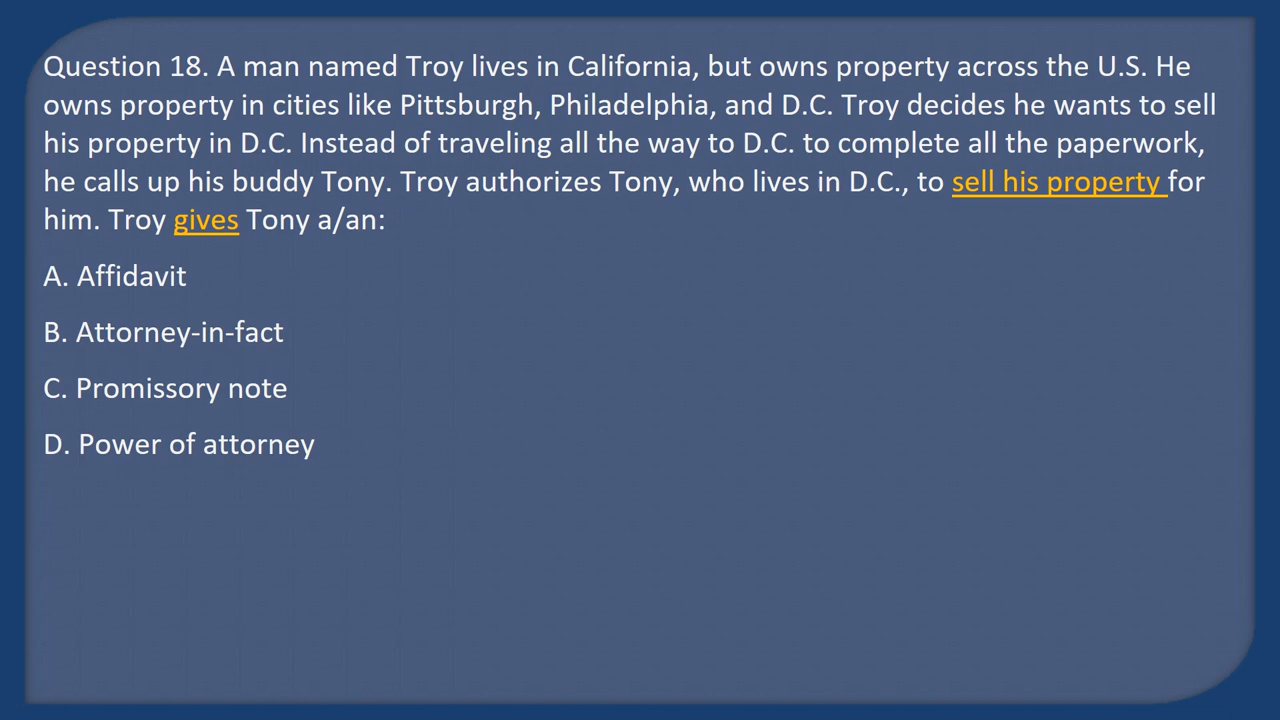 Question 18. A man named Troy lives in California, but owns property across the U.S. He
owns property in cities like Pittsburgh, Philadelphia, and D.C. Troy decides he wants to sell
his property in D.C. Instead of traveling all the way to D.C. to complete all the paperwork,
he calls up his buddy Tony. Troy authorizes Tony, who lives in D.C., to sell his property for
him. Troy gives Tony a/an:
A. Affidavit
B. Attorney-in-fact
C. Promissory note
D. Power of attorney